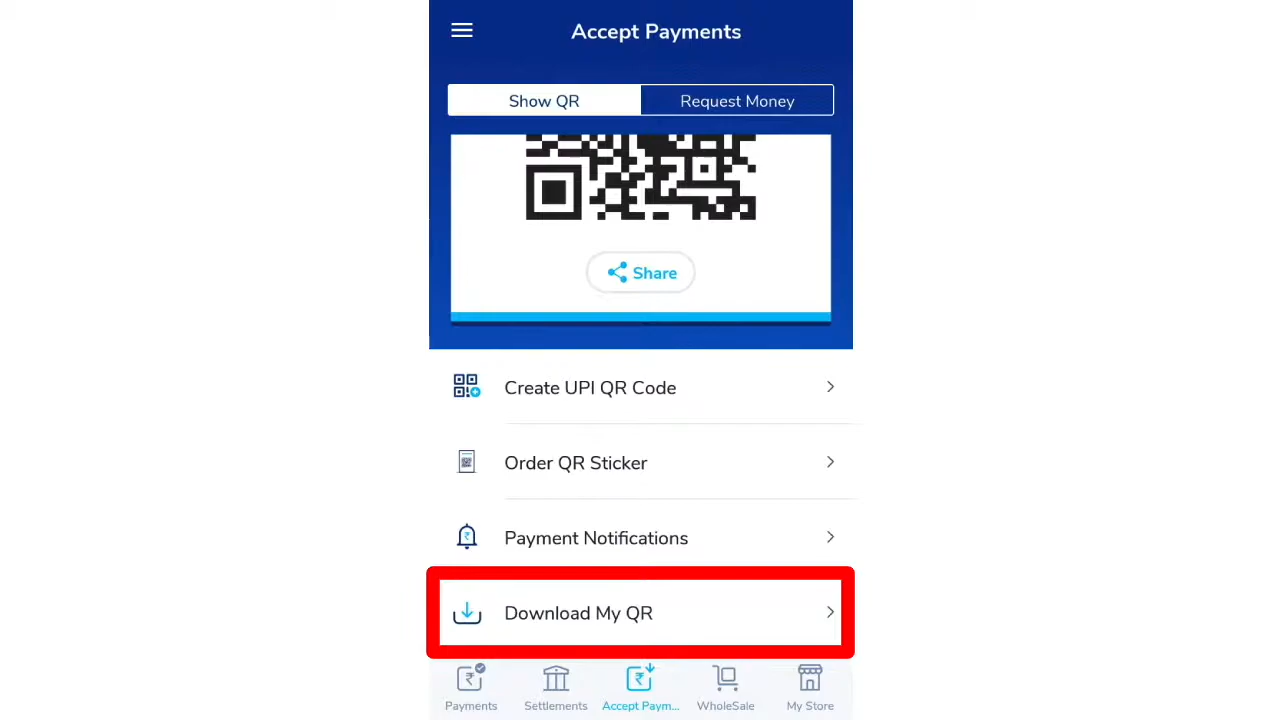 Accept Payments
Show QR
Request Money
Share
Create UPI QR Code
Order QR Sticker
Payment Notifications
Download My QR
Payments
Settlements
Accept Paym...
WholeSale
My Store